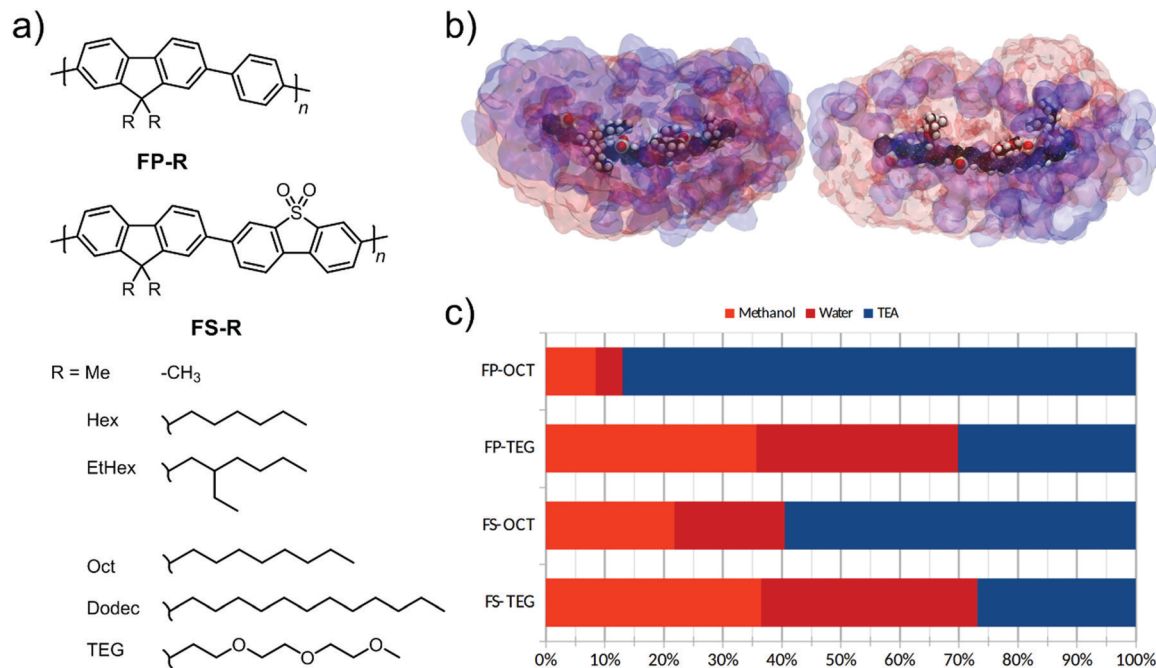 a)
n
R R
FP-R
O O
S
n
R R
FS-R
R = Me -CH₃
Hex
EtHex
Oct
Dodec
TEG O O O
b)
c)
Methanol Water TEA
FP-OCT
FP-TEG
FS-OCT
FS-TEG
0% 10% 20% 30% 40% 50% 60% 70% 80% 90% 100%